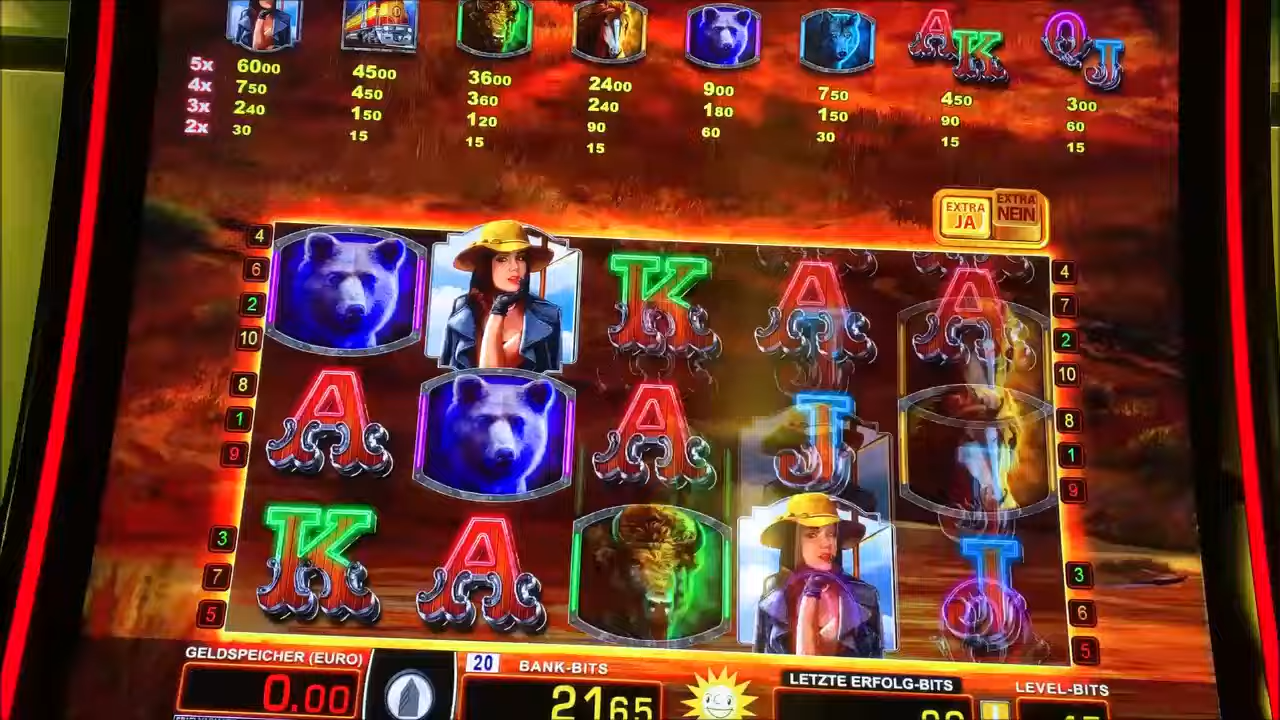 A K Q J
5x 6000 4500 3600 2400 900 750 450 300
4x 750 450 360 240 180 150 90 60
3x 240 150 120 90 60 30 15 15
2x 30 15 15 15
EXTRA JA EXTRA NEIN
4 K A A 4
6 7
2 2
10 10
8 A A J 8
1 1
9 9
3 K A J 3
7 6
5 5
GELDSPEICHER (EURO) 20 BANK-BITS LETZTE ERFOLG-BITS LEVEL-BITS
0.00 2165